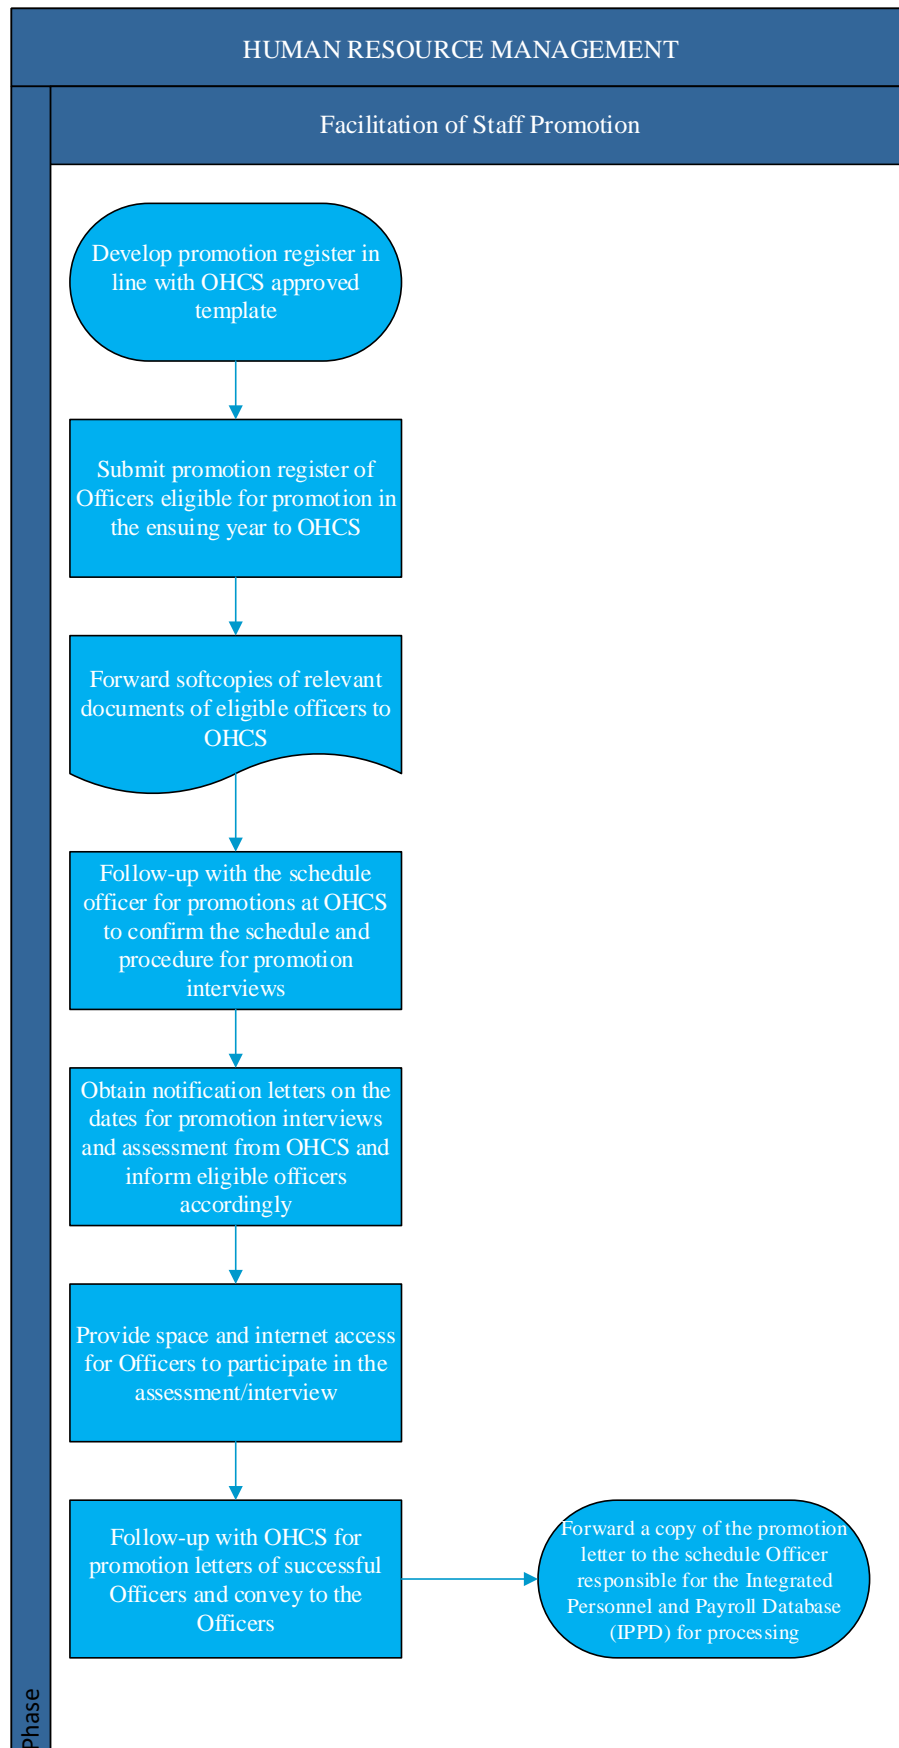 HUMAN RESOURCE MANAGEMENT
Facilitation of Staff Promotion
Develop promotion register in
line with OHCS approved
template
Submit promotion register of
Officers eligible for promotion in
the ensuing year to OHCS
Forward softcopies of relevant
documents of eligible officers to
OHCS
Follow-up with the schedule
officer for promotions at OHCS
to confirm the schedule and
procedure for promotion
interviews
Obtain notification letters on the
dates for promotion interviews
and assessment from OHCS and
inform eligible officers
accordingly
Provide space and internet access
for Officers to participate in the
assessment/interview
Follow-up with OHCS for
promotion letters of successful
Officers and convey to the
Officers
Forward a copy of the promotion
letter to the schedule Officer
responsible for the Integrated
Personnel and Payroll Database
(IPPD) for processing
Phase